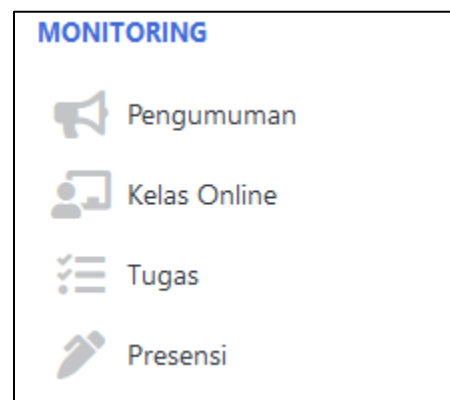 MONITORING
Pengumuman
Kelas Online
Tugas
Presensi